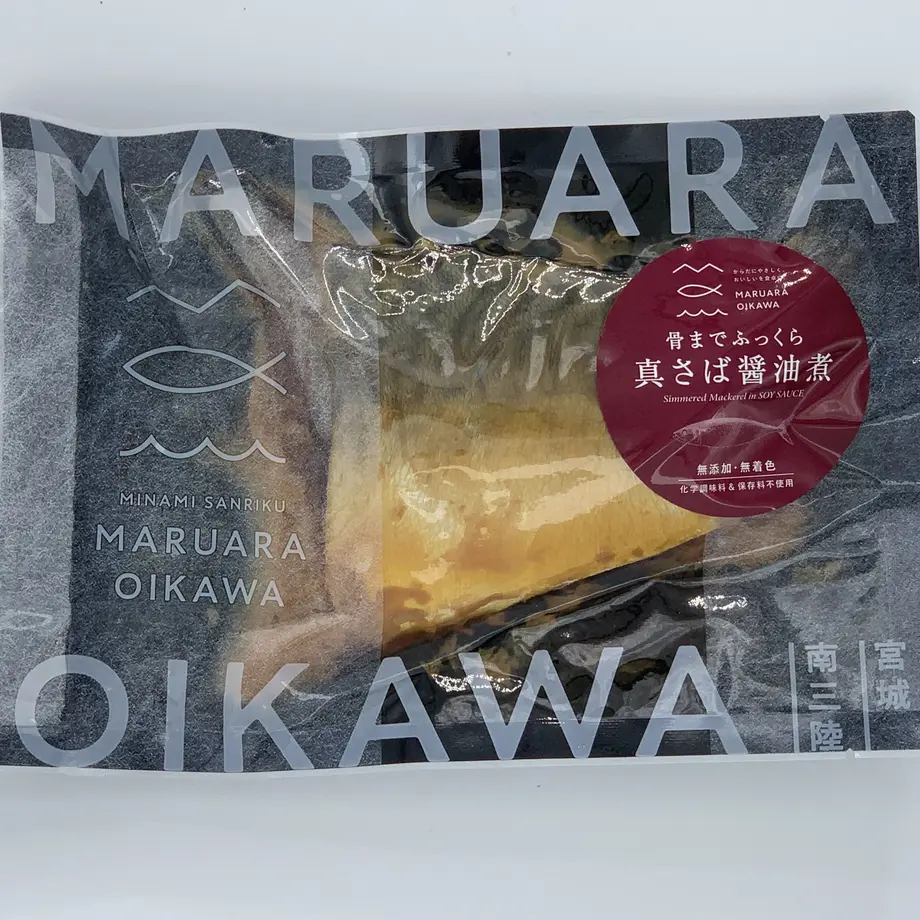 MARUARA
からだにやさしく、
おいしいを食卓に
MARUARA
OIKAWA
骨までふっくら
真さば醤油煮
Simmered Mackerel in SOY SAUCE
無添加・無着色
化学調味料＆保存料不使用
MINAMI SANRIKU
MARUARA
OIKAWA
OIKAWA
宮城
南三陸